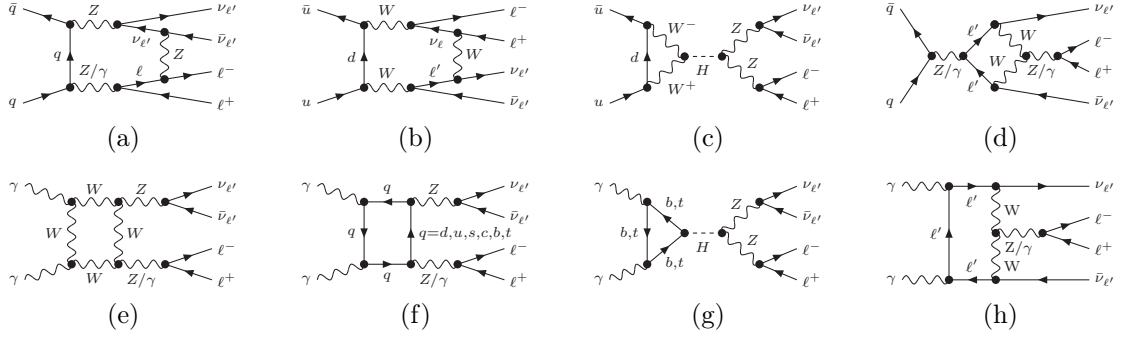 q̄ Z ν_ℓ′ ν̄_ℓ′ q ν_ℓ′ Z Z/γ ℓ ℓ⁻ q ℓ⁺
(a)
ū W ℓ⁻ ℓ⁺ d ν_ℓ W W ℓ′ ν_ℓ′ u ν̄_ℓ′
(b)
ū W⁻ ν_ℓ′ Z ν̄_ℓ′ d H W⁺ Z ℓ⁻ u ℓ⁺
(c)
q̄ ν_ℓ′ ℓ′ W ℓ⁻ Z/γ W Z/γ ℓ⁺ ℓ′ q ν̄_ℓ′
(d)
γ W Z ν_ℓ′ ν̄_ℓ′ W W ℓ⁻ γ W Z/γ ℓ⁺
(e)
γ q Z ν_ℓ′ ν̄_ℓ′ q q=d,u,s,c,b,t ℓ⁻ γ q Z/γ ℓ⁺
(f)
γ b,t Z ν_ℓ′ ν̄_ℓ′ b,t H Z ℓ⁻ γ b,t ℓ⁺
(g)
γ ℓ′ ν_ℓ′ W ℓ⁻ ℓ′ Z/γ ℓ⁺ W γ ℓ′ ν̄_ℓ′
(h)